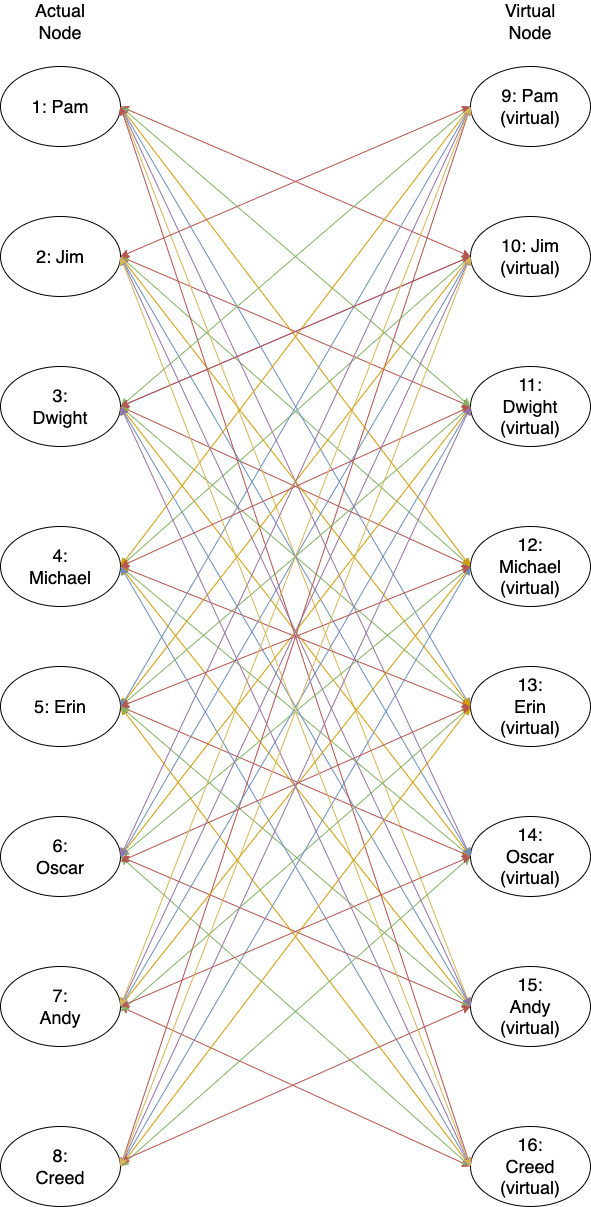 Actual
Node
Virtual
Node
1: Pam
9: Pam
(virtual)
2: Jim
10: Jim
(virtual)
3:
Dwight
11:
Dwight
(virtual)
4:
Michael
12:
Michael
(virtual)
5: Erin
13:
Erin
(virtual)
6:
Oscar
14:
Oscar
(virtual)
7:
Andy
15:
Andy
(virtual)
8:
Creed
16:
Creed
(virtual)